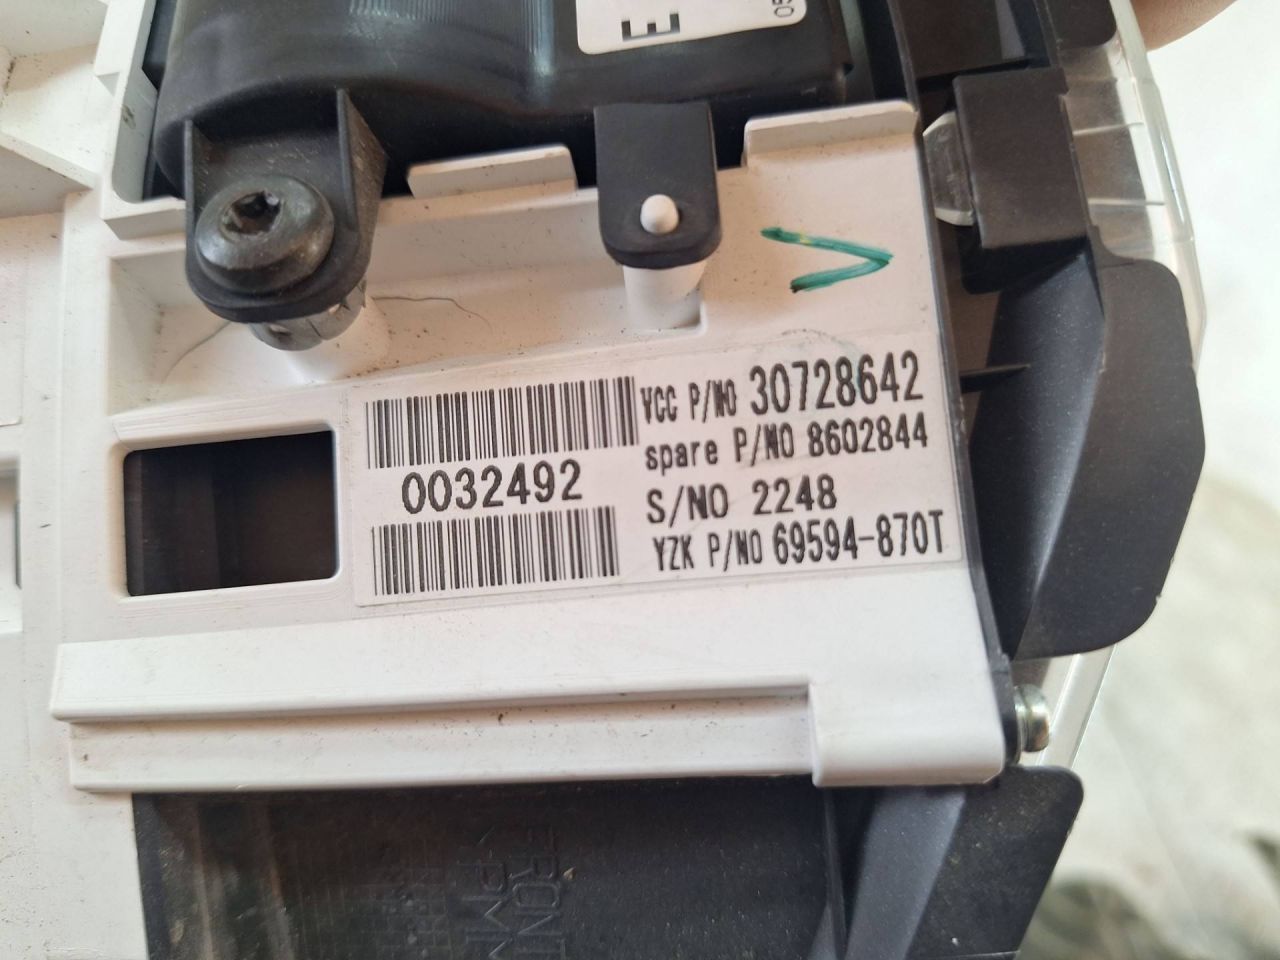 E
VCC P/NO 30728642
spare P/NO 8602844
0032492
S/NO 2248
YZK P/NO 69594-870T